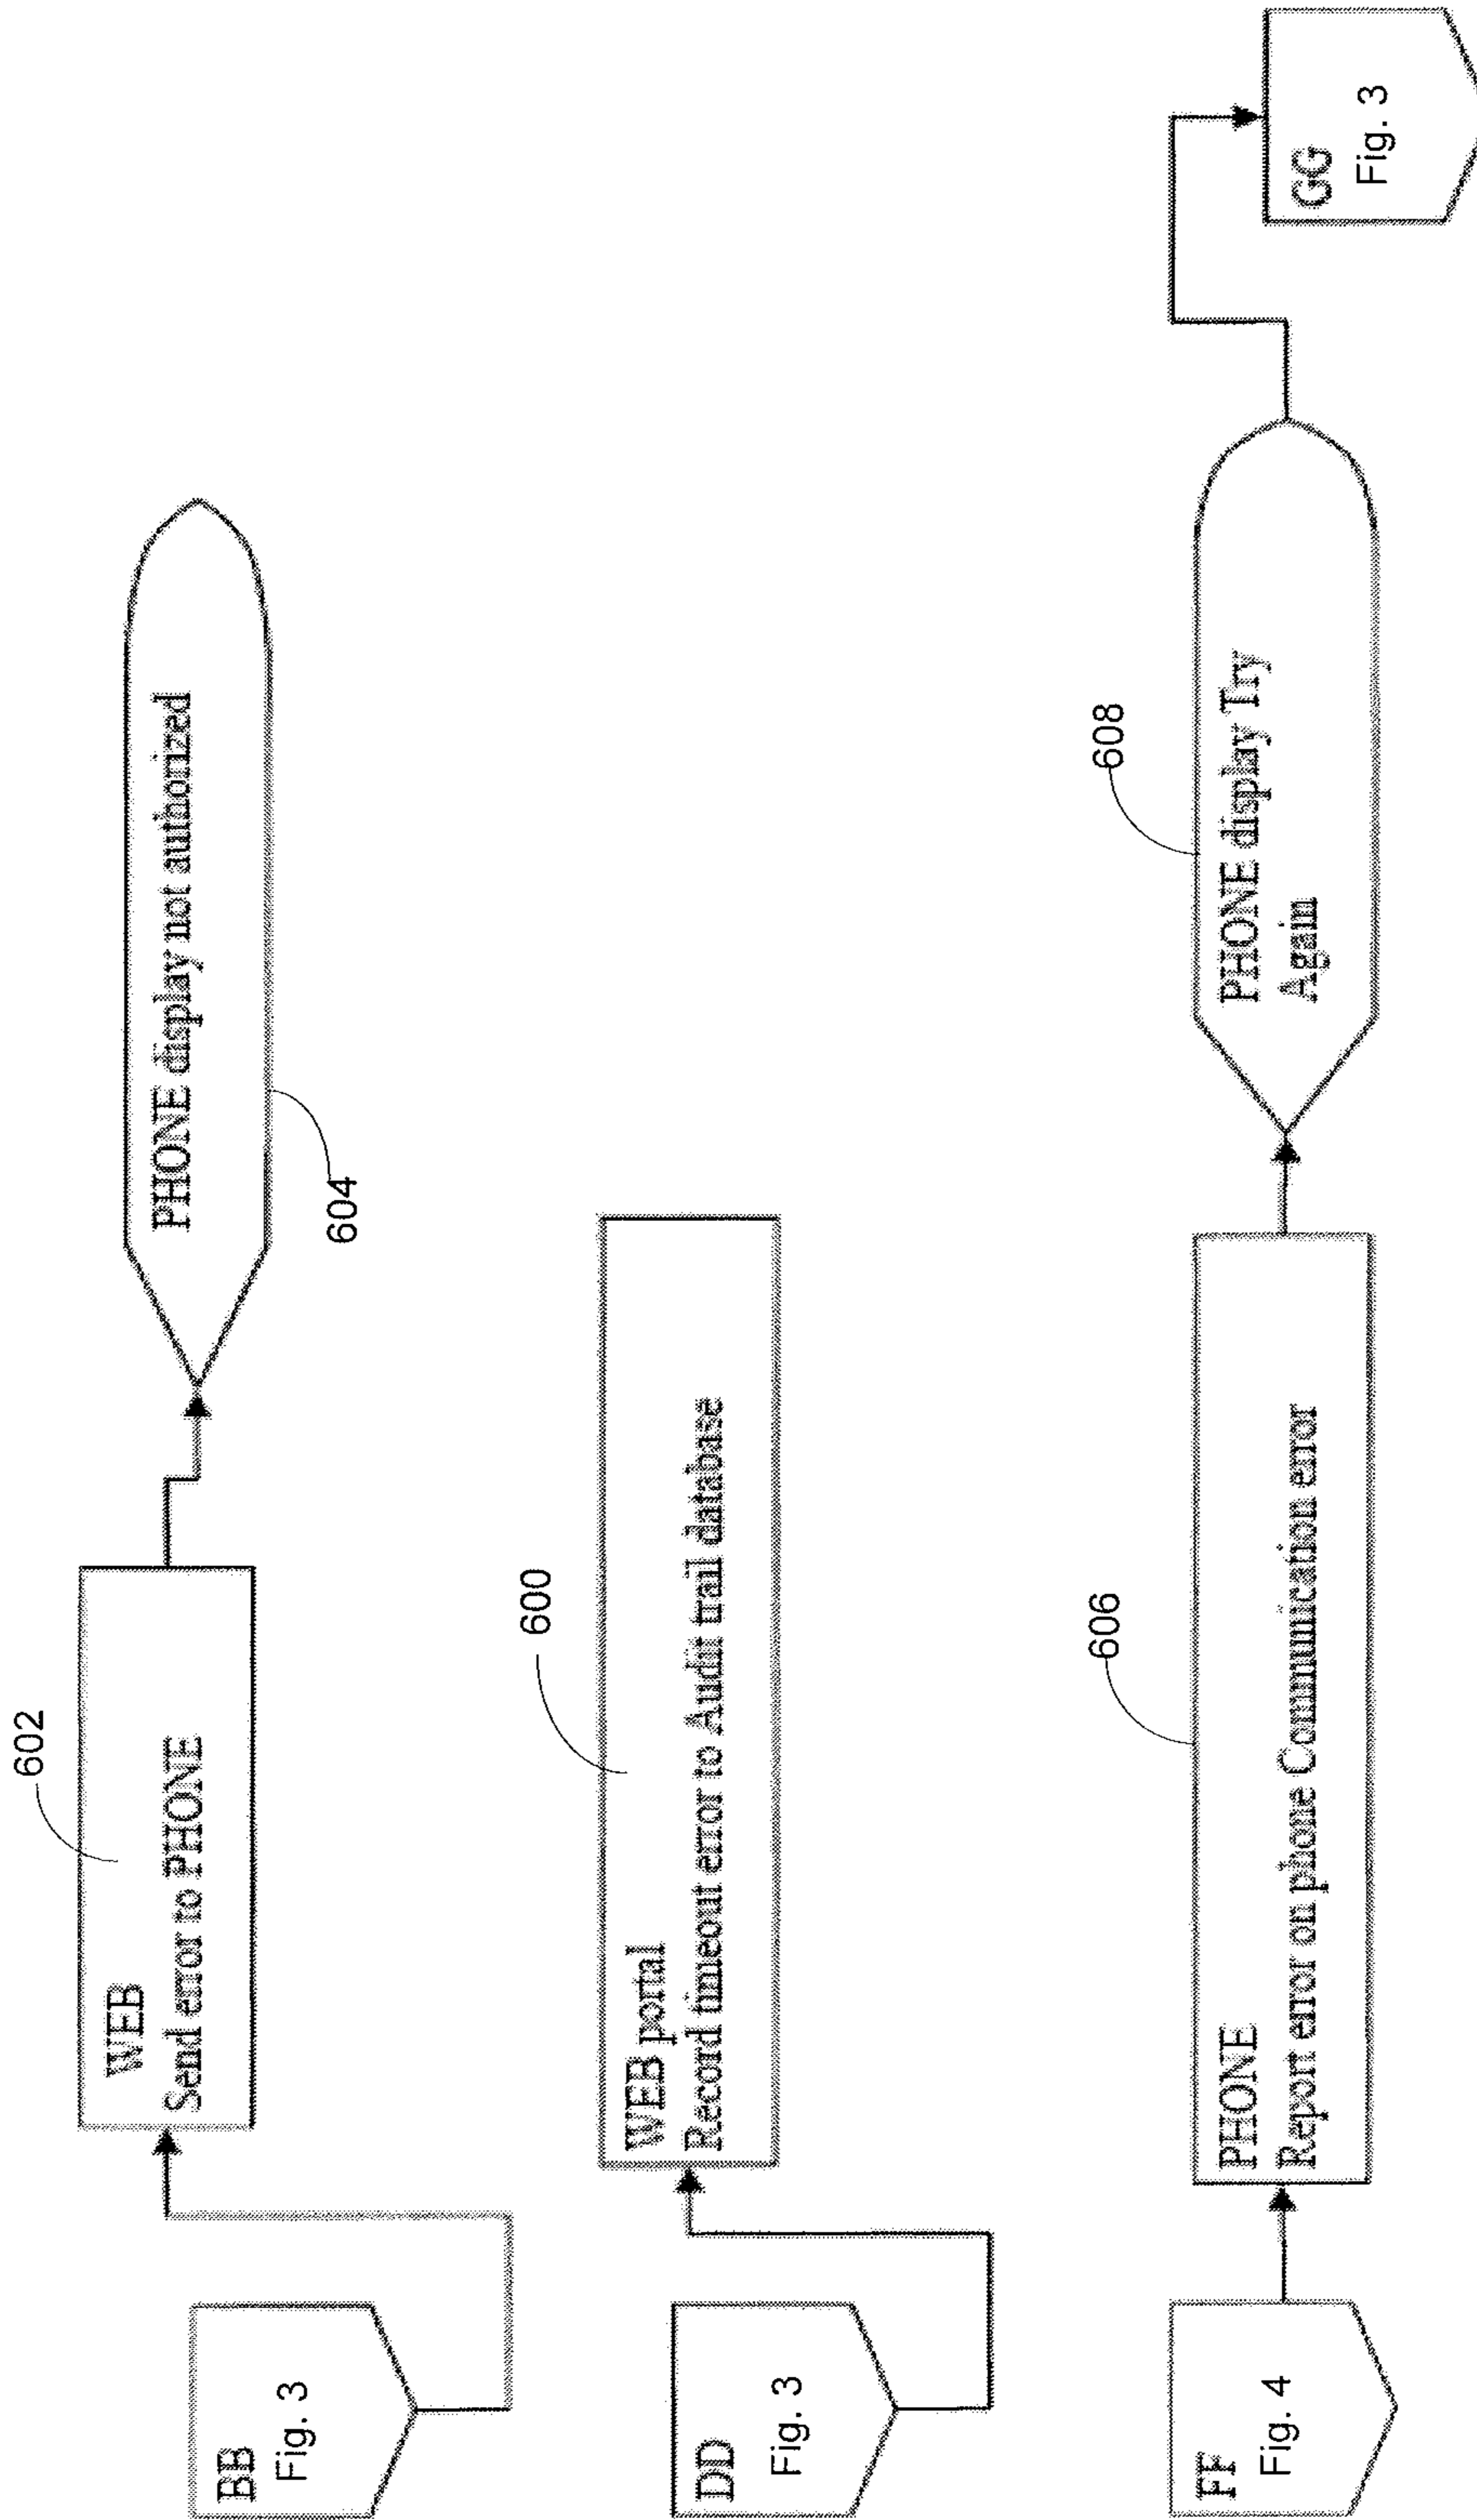 BB
Fig. 3
602
WEB
Send error to PHONE
PHONE display not authorized
604
DD
Fig. 3
600
WEB portal
Record timeout error to Audit trail database
FF
Fig. 4
606
PHONE
Report error on phone Communication error
608
PHONE display Try
Again
GG
Fig. 3